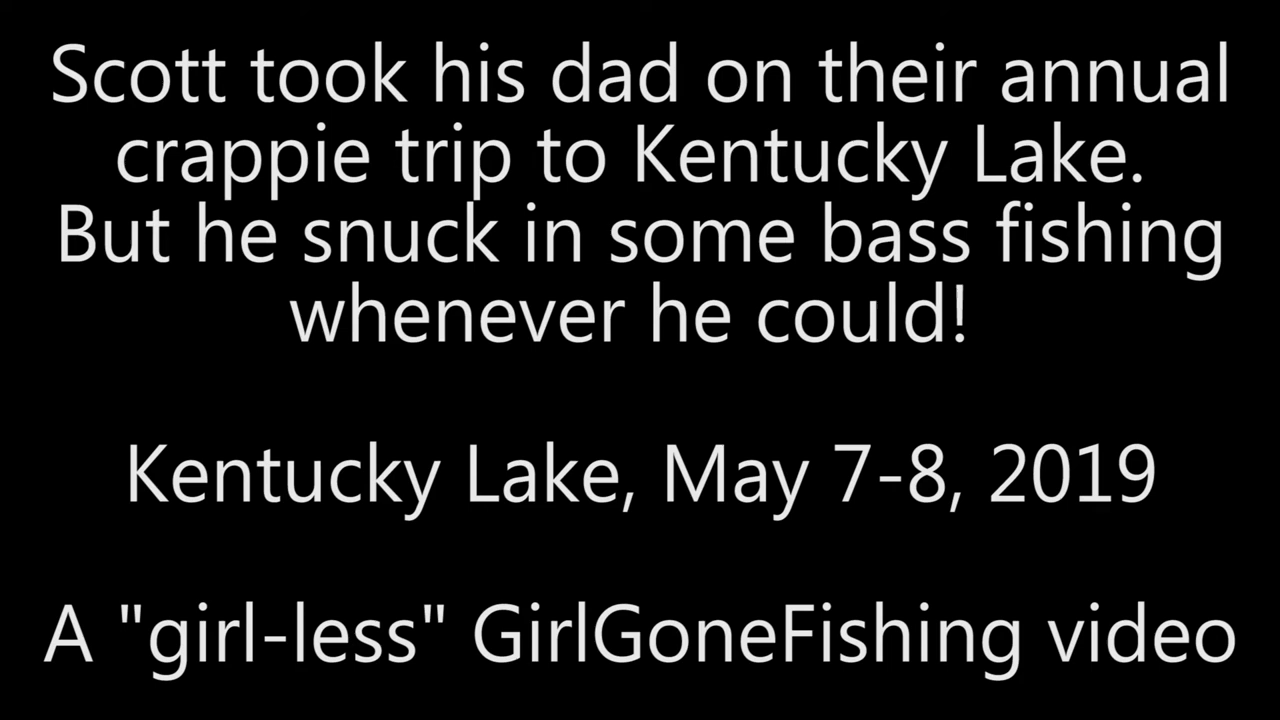 Scott took his dad on their annual
crappie trip to Kentucky Lake.
But he snuck in some bass fishing
whenever he could!
Kentucky Lake, May 7-8, 2019
A "girl-less" GirlGoneFishing video